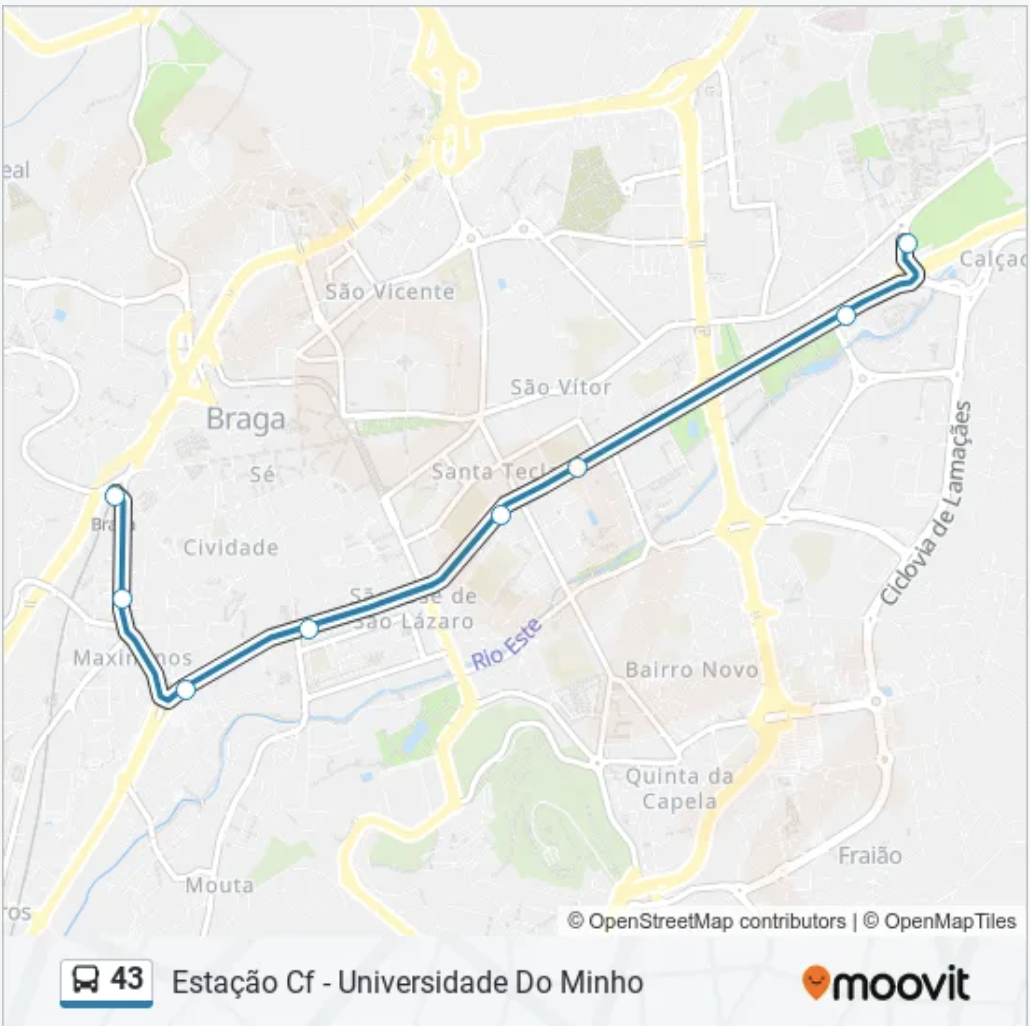 eal
Calçad
São Vicente
São Vítor
Braga
Santa Tecl
Sé
Bra a
Cividade
Ciclovia de Lamaçães
São José de
São Lázaro
Rio Este
Maximinos
Bairro Novo
Quinta da
Capela
Fraião
Mouta
ros
© OpenStreetMap contributors | © OpenMapTiles
43 Estação Cf - Universidade Do Minho moovit